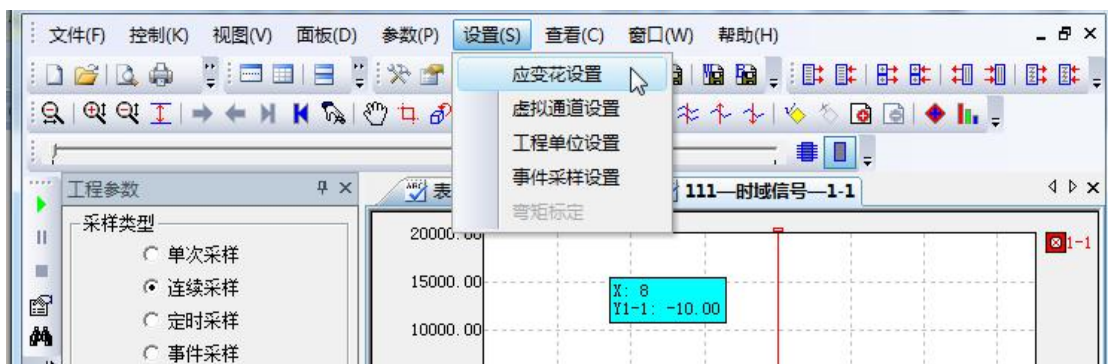 文件(F) 控制(K) 视图(V) 面板(D) 参数(P) 设置(S) 查看(C) 窗口(W) 帮助(H)
应变花设置
虚拟通道设置
工程单位设置
事件采样设置
弯矩标定
工程参数
表
111—时域信号—1-1
采样类型
单次采样
连续采样
定时采样
事件采样
20000.00
15000.00
10000.00
X: 8
Y1-1: -10.00
1-1